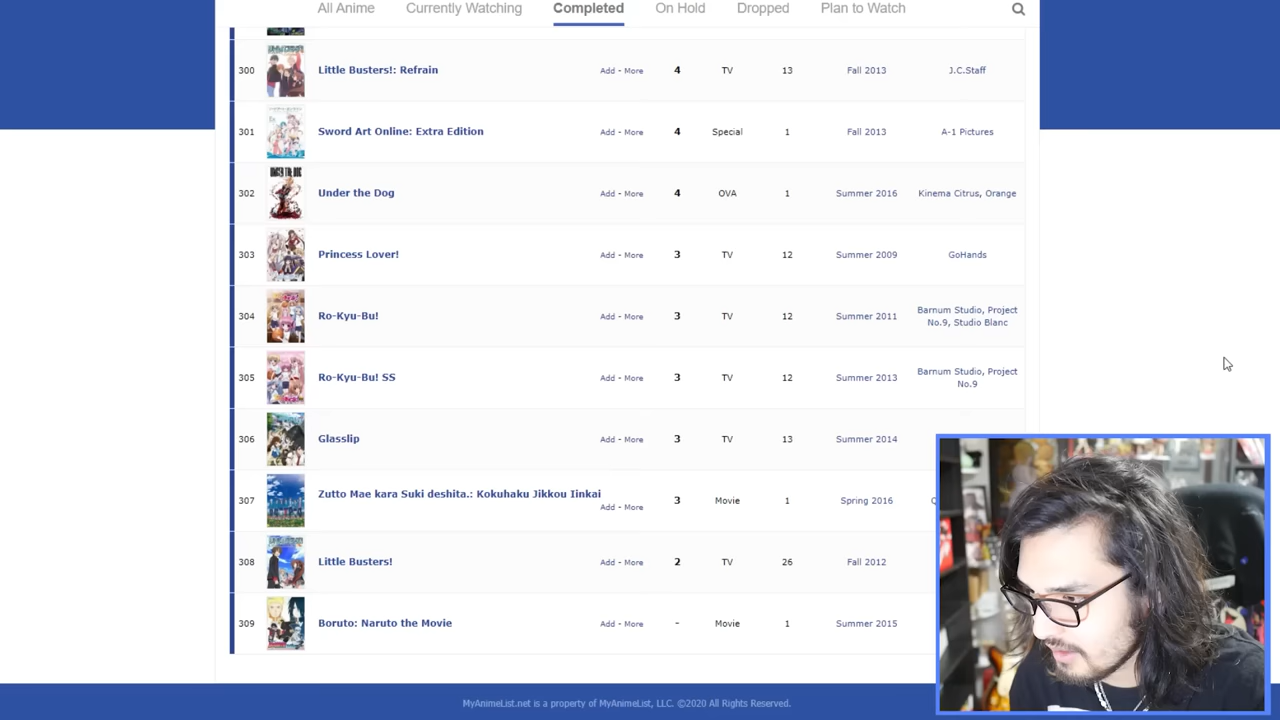 All Anime Currently Watching Completed On Hold Dropped Plan to Watch
300 Little Busters!: Refrain Add - More 4 TV 13 Fall 2013 J.C.Staff
301 Sword Art Online: Extra Edition Add - More 4 Special 1 Fall 2013 A-1 Pictures
302 Under the Dog Add - More 4 OVA 1 Summer 2016 Kinema Citrus, Orange
303 Princess Lover! Add - More 3 TV 12 Summer 2009 GoHands
304 Ro-Kyu-Bu! Add - More 3 TV 12 Summer 2011 Barnum Studio, Project
No.9, Studio Blanc
305 Ro-Kyu-Bu! SS Add - More 3 TV 12 Summer 2013 Barnum Studio, Project
No.9
306 Glasslip Add - More 3 TV 13 Summer 2014
307 Zutto Mae kara Suki deshita.: Kokuhaku Jikkou Iinkai 3 Movie 1 Spring 2016
Add - More
308 Little Busters! Add - More 2 TV 26 Fall 2012
309 Boruto: Naruto the Movie Add - More - Movie 1 Summer 2015
MyAnimeList.net is a property of MyAnimeList, LLC. ©2020 All Rights Reserved.